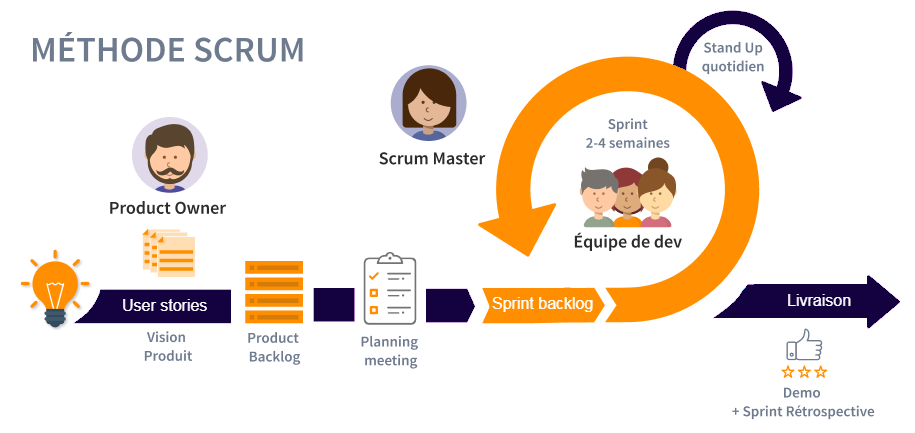 MÉTHODE SCRUM
Stand Up
quotidien
Scrum Master
Sprint
2-4 semaines
Product Owner
Équipe de dev
User stories
Sprint backlog
Livraison
Vision
Produit
Product
Backlog
Planning
meeting
Demo
+ Sprint Rétrospective